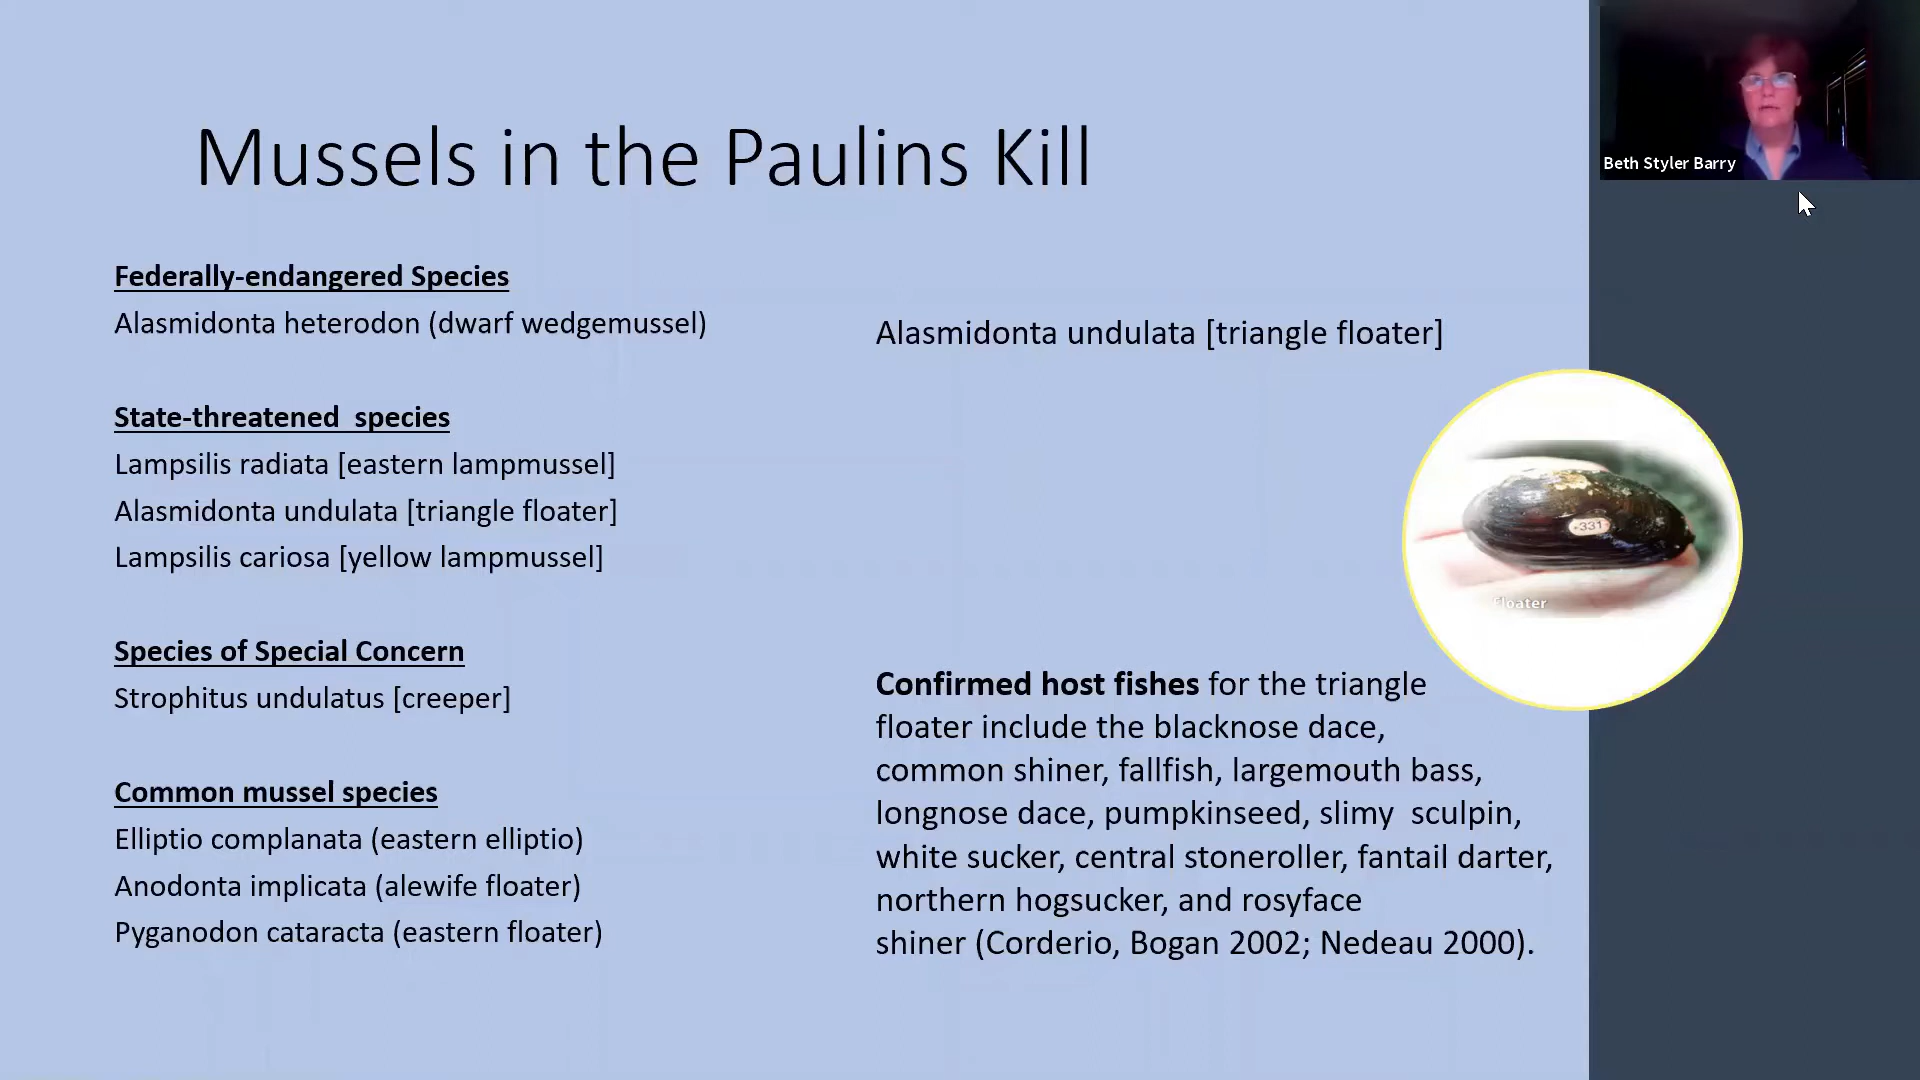 Mussels in the Paulins Kill
Beth Styler Barry
Federally-endangered Species
Alasmidonta heterodon (dwarf wedgemussel)
State-threatened  species
Lampsilis radiata [eastern lampmussel]
Alasmidonta undulata [triangle floater]
Lampsilis cariosa [yellow lampmussel]
Species of Special Concern
Strophitus undulatus [creeper]
Common mussel species
Elliptio complanata (eastern elliptio)
Anodonta implicata (alewife floater)
Pyganodon cataracta (eastern floater)
Alasmidonta undulata [triangle floater]
331
Floater
Confirmed host fishes for the triangle
floater include the blacknose dace,
common shiner, fallfish, largemouth bass,
longnose dace, pumpkinseed, slimy  sculpin,
white sucker, central stoneroller, fantail darter,
northern hogsucker, and rosyface
shiner (Corderio, Bogan 2002; Nedeau 2000).